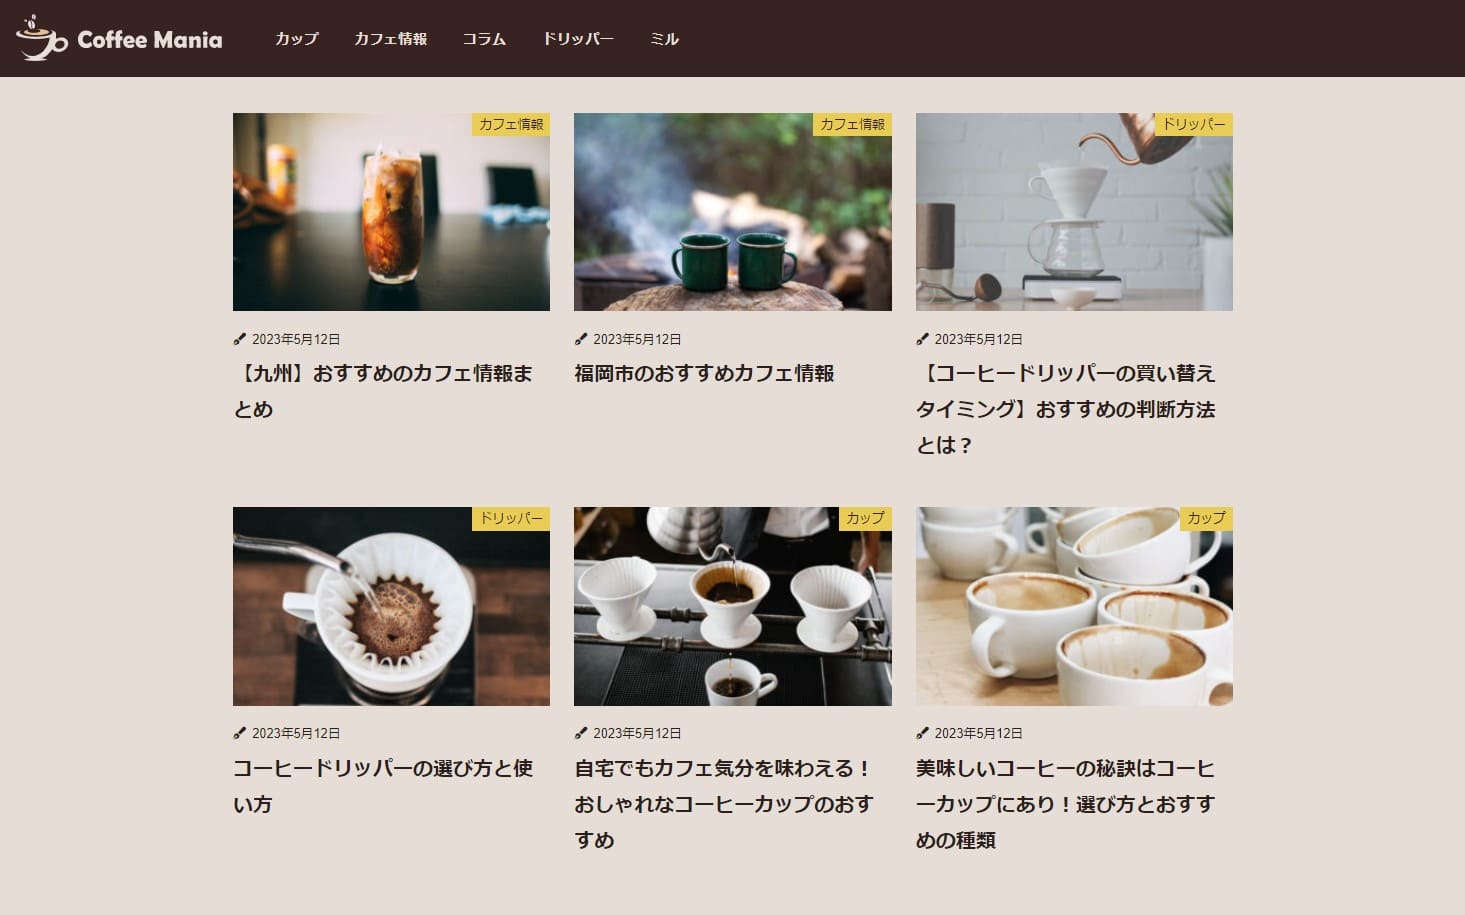 Coffee Mania
カップ
カフェ情報
コラム
ドリッパー
ミル
カフェ情報
2023年5月12日
【九州】おすすめのカフェ情報ま
とめ
カフェ情報
2023年5月12日
福岡市のおすすめカフェ情報
ドリッパー
2023年5月12日
【コーヒードリッパーの買い替え
タイミング】おすすめの判断方法
とは？
ドリッパー
2023年5月12日
コーヒードリッパーの選び方と使
い方
カップ
2023年5月12日
自宅でもカフェ気分を味わえる！
おしゃれなコーヒーカップのおす
すめ
カップ
2023年5月12日
美味しいコーヒーの秘訣はコーヒ
ーカップにあり！選び方とおすす
めの種類